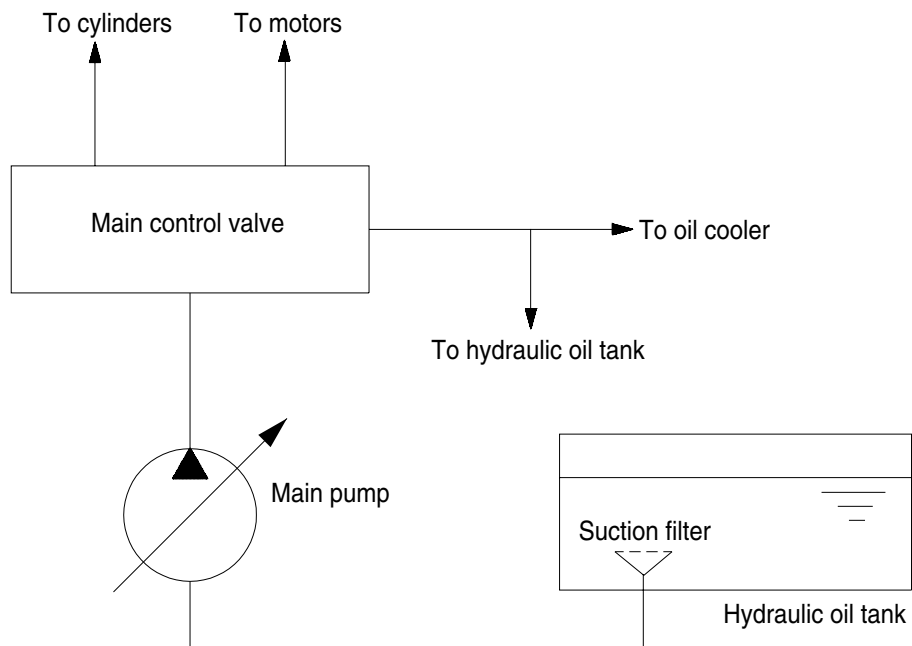 To cylinders
To motors
Main control valve
To oil cooler
To hydraulic oil tank
Main pump
Suction filter
Hydraulic oil tank